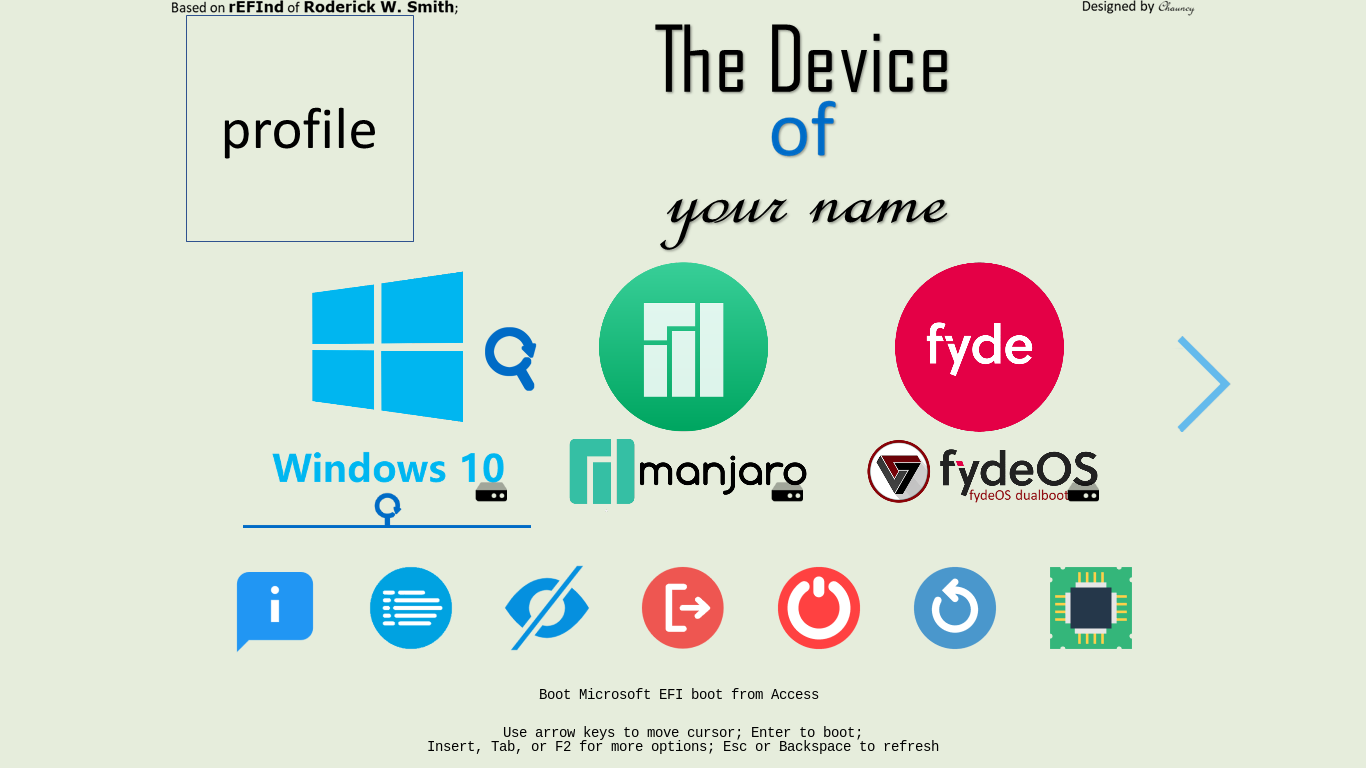 Based on rEFInd of Roderick W. Smith;
Designed by Chauncy
profile
The Device
of
your name
fyde
Windows 10
manjaro
fydeOS
fydeOS dualboot
i
Boot Microsoft EFI boot from Access
Use arrow keys to move cursor; Enter to boot;
Insert, Tab, or F2 for more options; Esc or Backspace to refresh